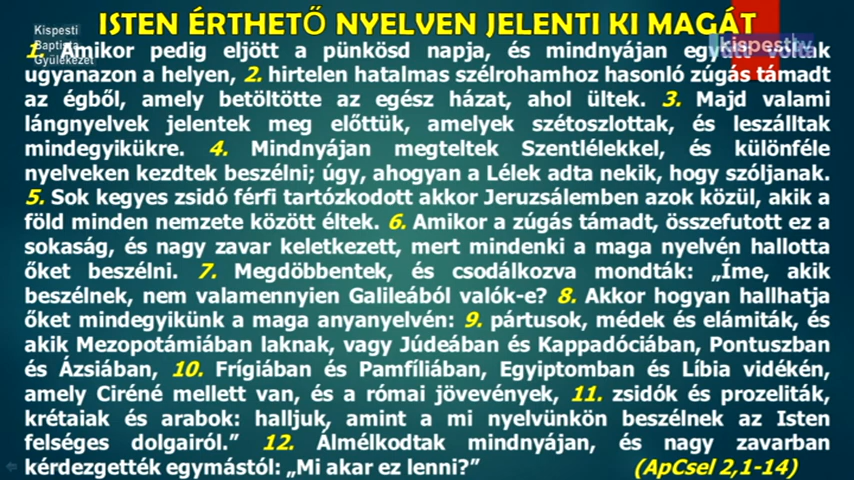 ISTEN ÉRTHETŐ NYELVEN JELENTI KI MAGÁT
Kispesti
Baptista
Gyülekezet
kispesttv
1. Amikor pedig eljött a pünkösd napja, és mindnyájan együtt voltak
ugyanazon a helyen, 2. hirtelen hatalmas szélrohamhoz hasonló zúgás támadt
az égből, amely betöltötte az egész házat, ahol ültek. 3. Majd valami
lángnyelvek jelentek meg előttük, amelyek szétoszlottak, és leszálltak
mindegyikükre. 4. Mindnyájan megteltek Szentlélekkel, és különféle
nyelveken kezdtek beszélni; úgy, ahogyan a Lélek adta nekik, hogy szóljanak.
5. Sok kegyes zsidó férfi tartózkodott akkor Jeruzsálemben azok közül, akik a
föld minden nemzete között éltek. 6. Amikor a zúgás támadt, összefutott ez a
sokaság, és nagy zavar keletkezett, mert mindenki a maga nyelvén hallotta
őket beszélni. 7. Megdöbbentek, és csodálkozva mondták: „Íme, akik
beszélnek, nem valamennyien Galileából valók-e? 8. Akkor hogyan hallhatja
őket mindegyikünk a maga anyanyelvén: 9. pártusok, médek és elámiták, és
akik Mezopotámiában laknak, vagy Júdeában és Kappadóciában, Pontuszban
és Ázsiában, 10. Frígiában és Pamfíliában, Egyiptomban és Líbia vidékén,
amely Ciréné mellett van, és a római jövevények, 11. zsidók és prozeliták,
krétaiak és arabok: halljuk, amint a mi nyelvünkön beszélnek az Isten
felséges dolgairól.” 12. Álmélkodtak mindnyájan, és nagy zavarban
kérdezgették egymástól: „Mi akar ez lenni?” (ApCsel 2,1-14)